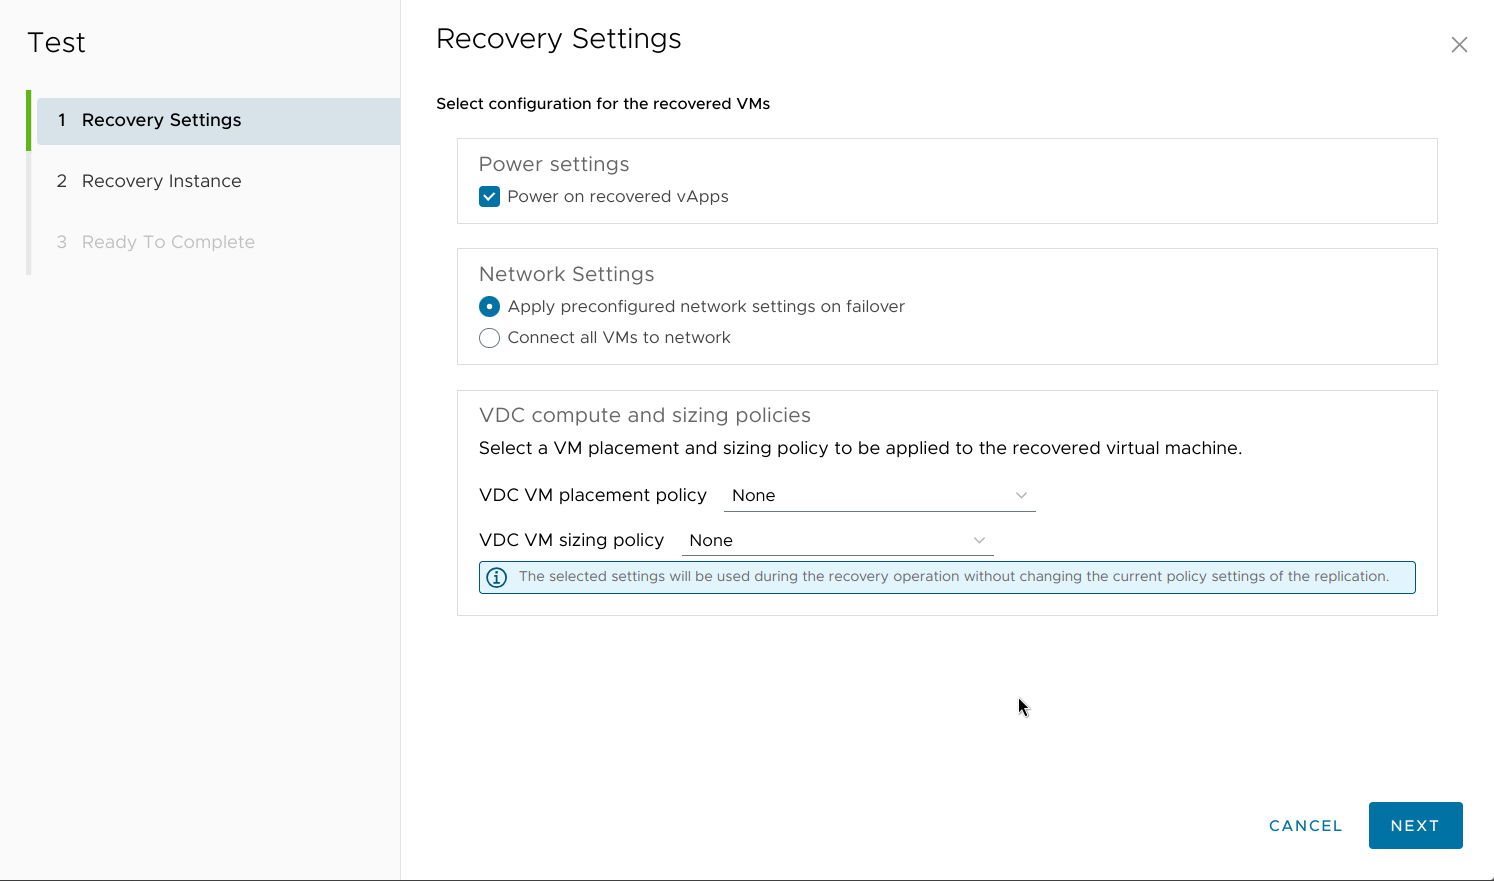 Test
1 Recovery Settings
2 Recovery Instance
3 Ready To Complete
Recovery Settings
Select configuration for the recovered VMs
Power settings
Power on recovered vApps
Network Settings
Apply preconfigured network settings on failover
Connect all VMs to network
VDC compute and sizing policies
Select a VM placement and sizing policy to be applied to the recovered virtual machine.
VDC VM placement policy None
VDC VM sizing policy None
The selected settings will be used during the recovery operation without changing the current policy settings of the replication.
CANCEL NEXT